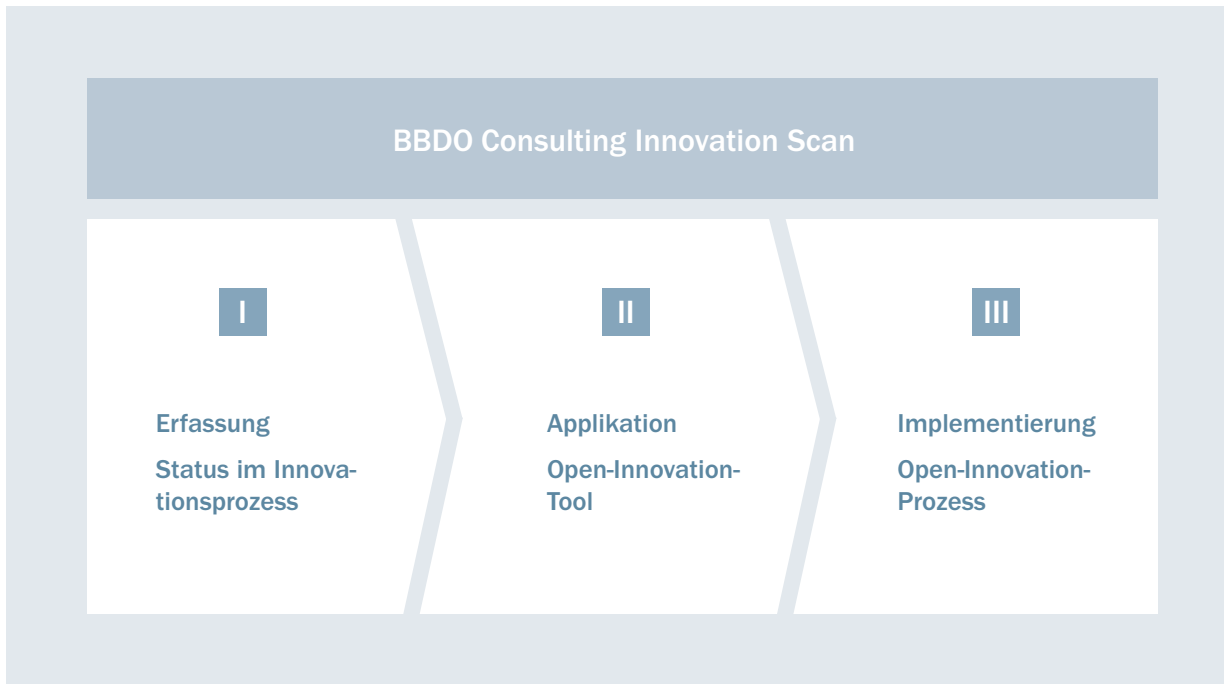 BBDO Consulting Innovation Scan
I
Erfassung
Status im Innova-
tionsprozess
II
Applikation
Open-Innovation-
Tool
III
Implementierung
Open-Innovation-
Prozess